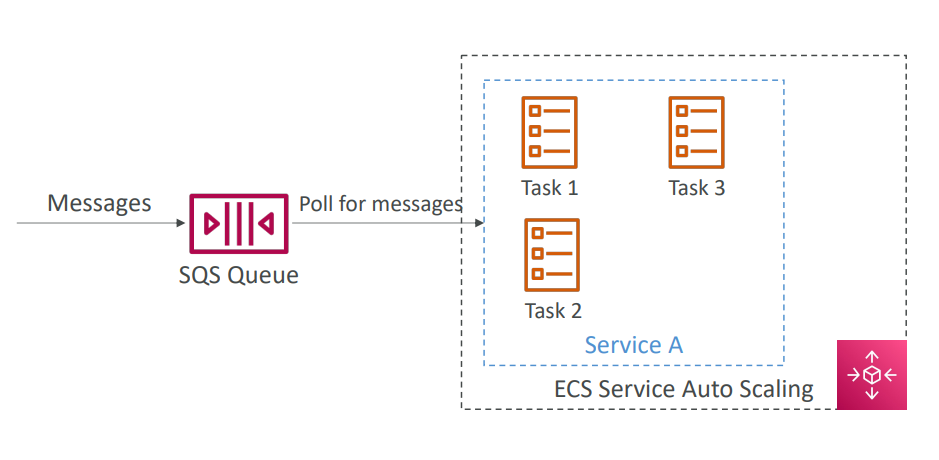 Messages
SQS Queue
Poll for messages
Task 1
Task 3
Task 2
Service A
ECS Service Auto Scaling